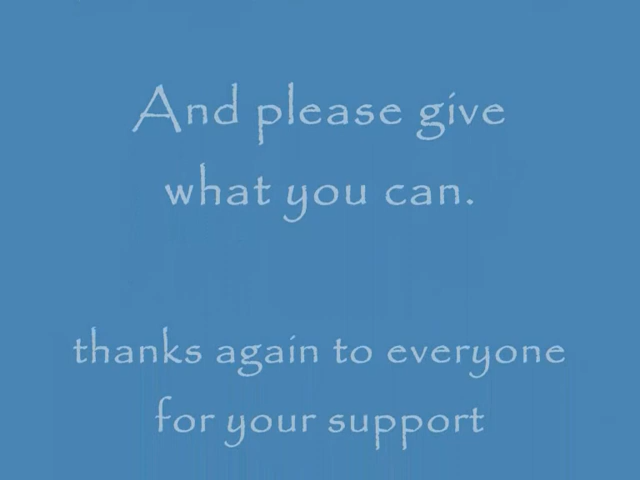 And please give
what you can.
thanks again to everyone
for your support